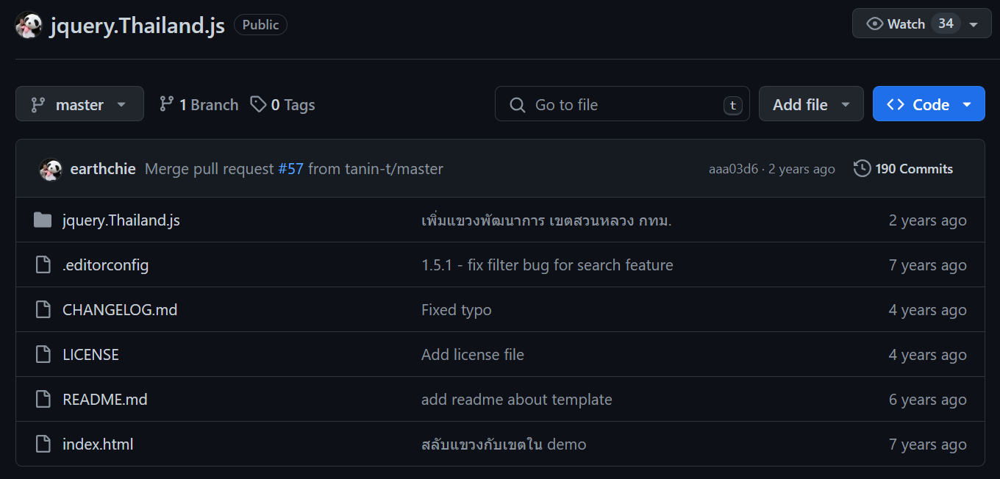 jquery.Thailand.js Public Watch 34
master 1 Branch 0 Tags Go to file t Add file Code
earthchie Merge pull request #57 from tanin-t/master aaa03d6 · 2 years ago 190 Commits
jquery.Thailand.js เพิ่มแขวงพัฒนาการ เขตสวนหลวง กทม. 2 years ago
.editorconfig 1.5.1 - fix filter bug for search feature 7 years ago
CHANGELOG.md Fixed typo 4 years ago
LICENSE Add license file 4 years ago
README.md add readme about template 6 years ago
index.html สลับแขวงกับเขตใน demo 7 years ago